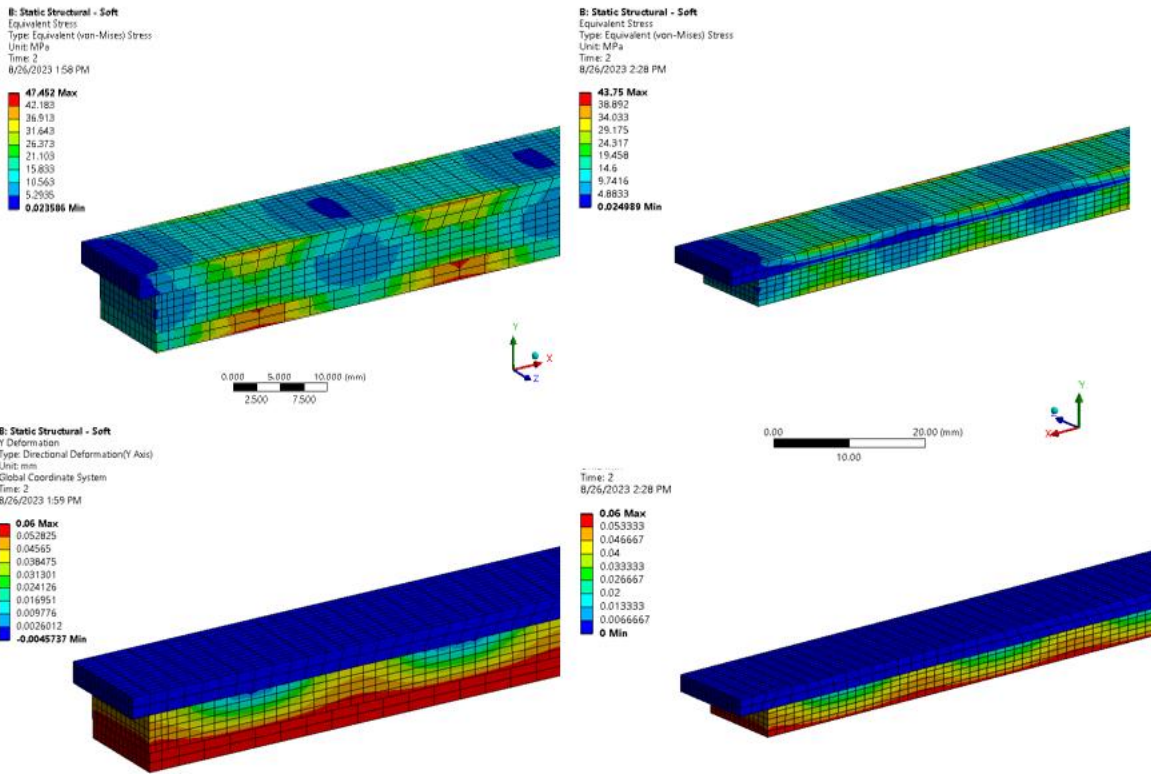 B: Static Structural - Soft
Equivalent Stress
Type: Equivalent (von-Mises) Stress
Unit: MPa
Time: 2
8/26/2023 1:58 PM
47.452 Max
42.183
36.913
31.643
26.373
21.103
15.833
10.563
5.2935
0.023586 Min
0.000 5.000 10.000 (mm)
2.500 7.500
Y
X
Z
B: Static Structural - Soft
Equivalent Stress
Type: Equivalent (von-Mises) Stress
Unit: MPa
Time: 2
8/26/2023 2:28 PM
43.75 Max
38.892
34.033
29.175
24.317
19.458
14.6
9.7416
4.8833
0.024989 Min
0.00 20.00 (mm)
10.00
Y
X
B: Static Structural - Soft
Y Deformation
Type: Directional Deformation(Y Axis)
Unit: mm
Global Coordinate System
Time: 2
8/26/2023 1:59 PM
0.06 Max
0.052825
0.04565
0.038475
0.031301
0.024126
0.016951
0.009776
0.0026012
-0.0045737 Min
Time: 2
8/26/2023 2:28 PM
0.06 Max
0.053333
0.046667
0.04
0.033333
0.026667
0.02
0.013333
0.0066667
0 Min